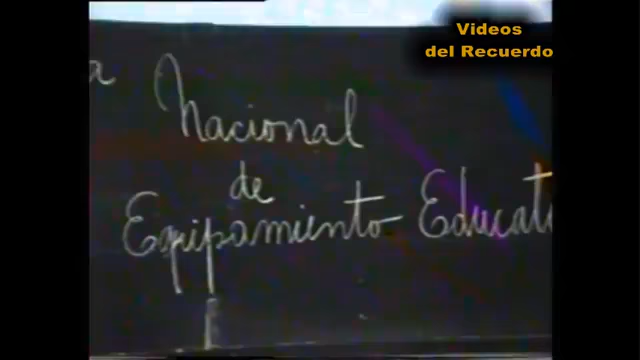 Videos
del Recuerdo
a Nacional
de
Equipamiento Educat